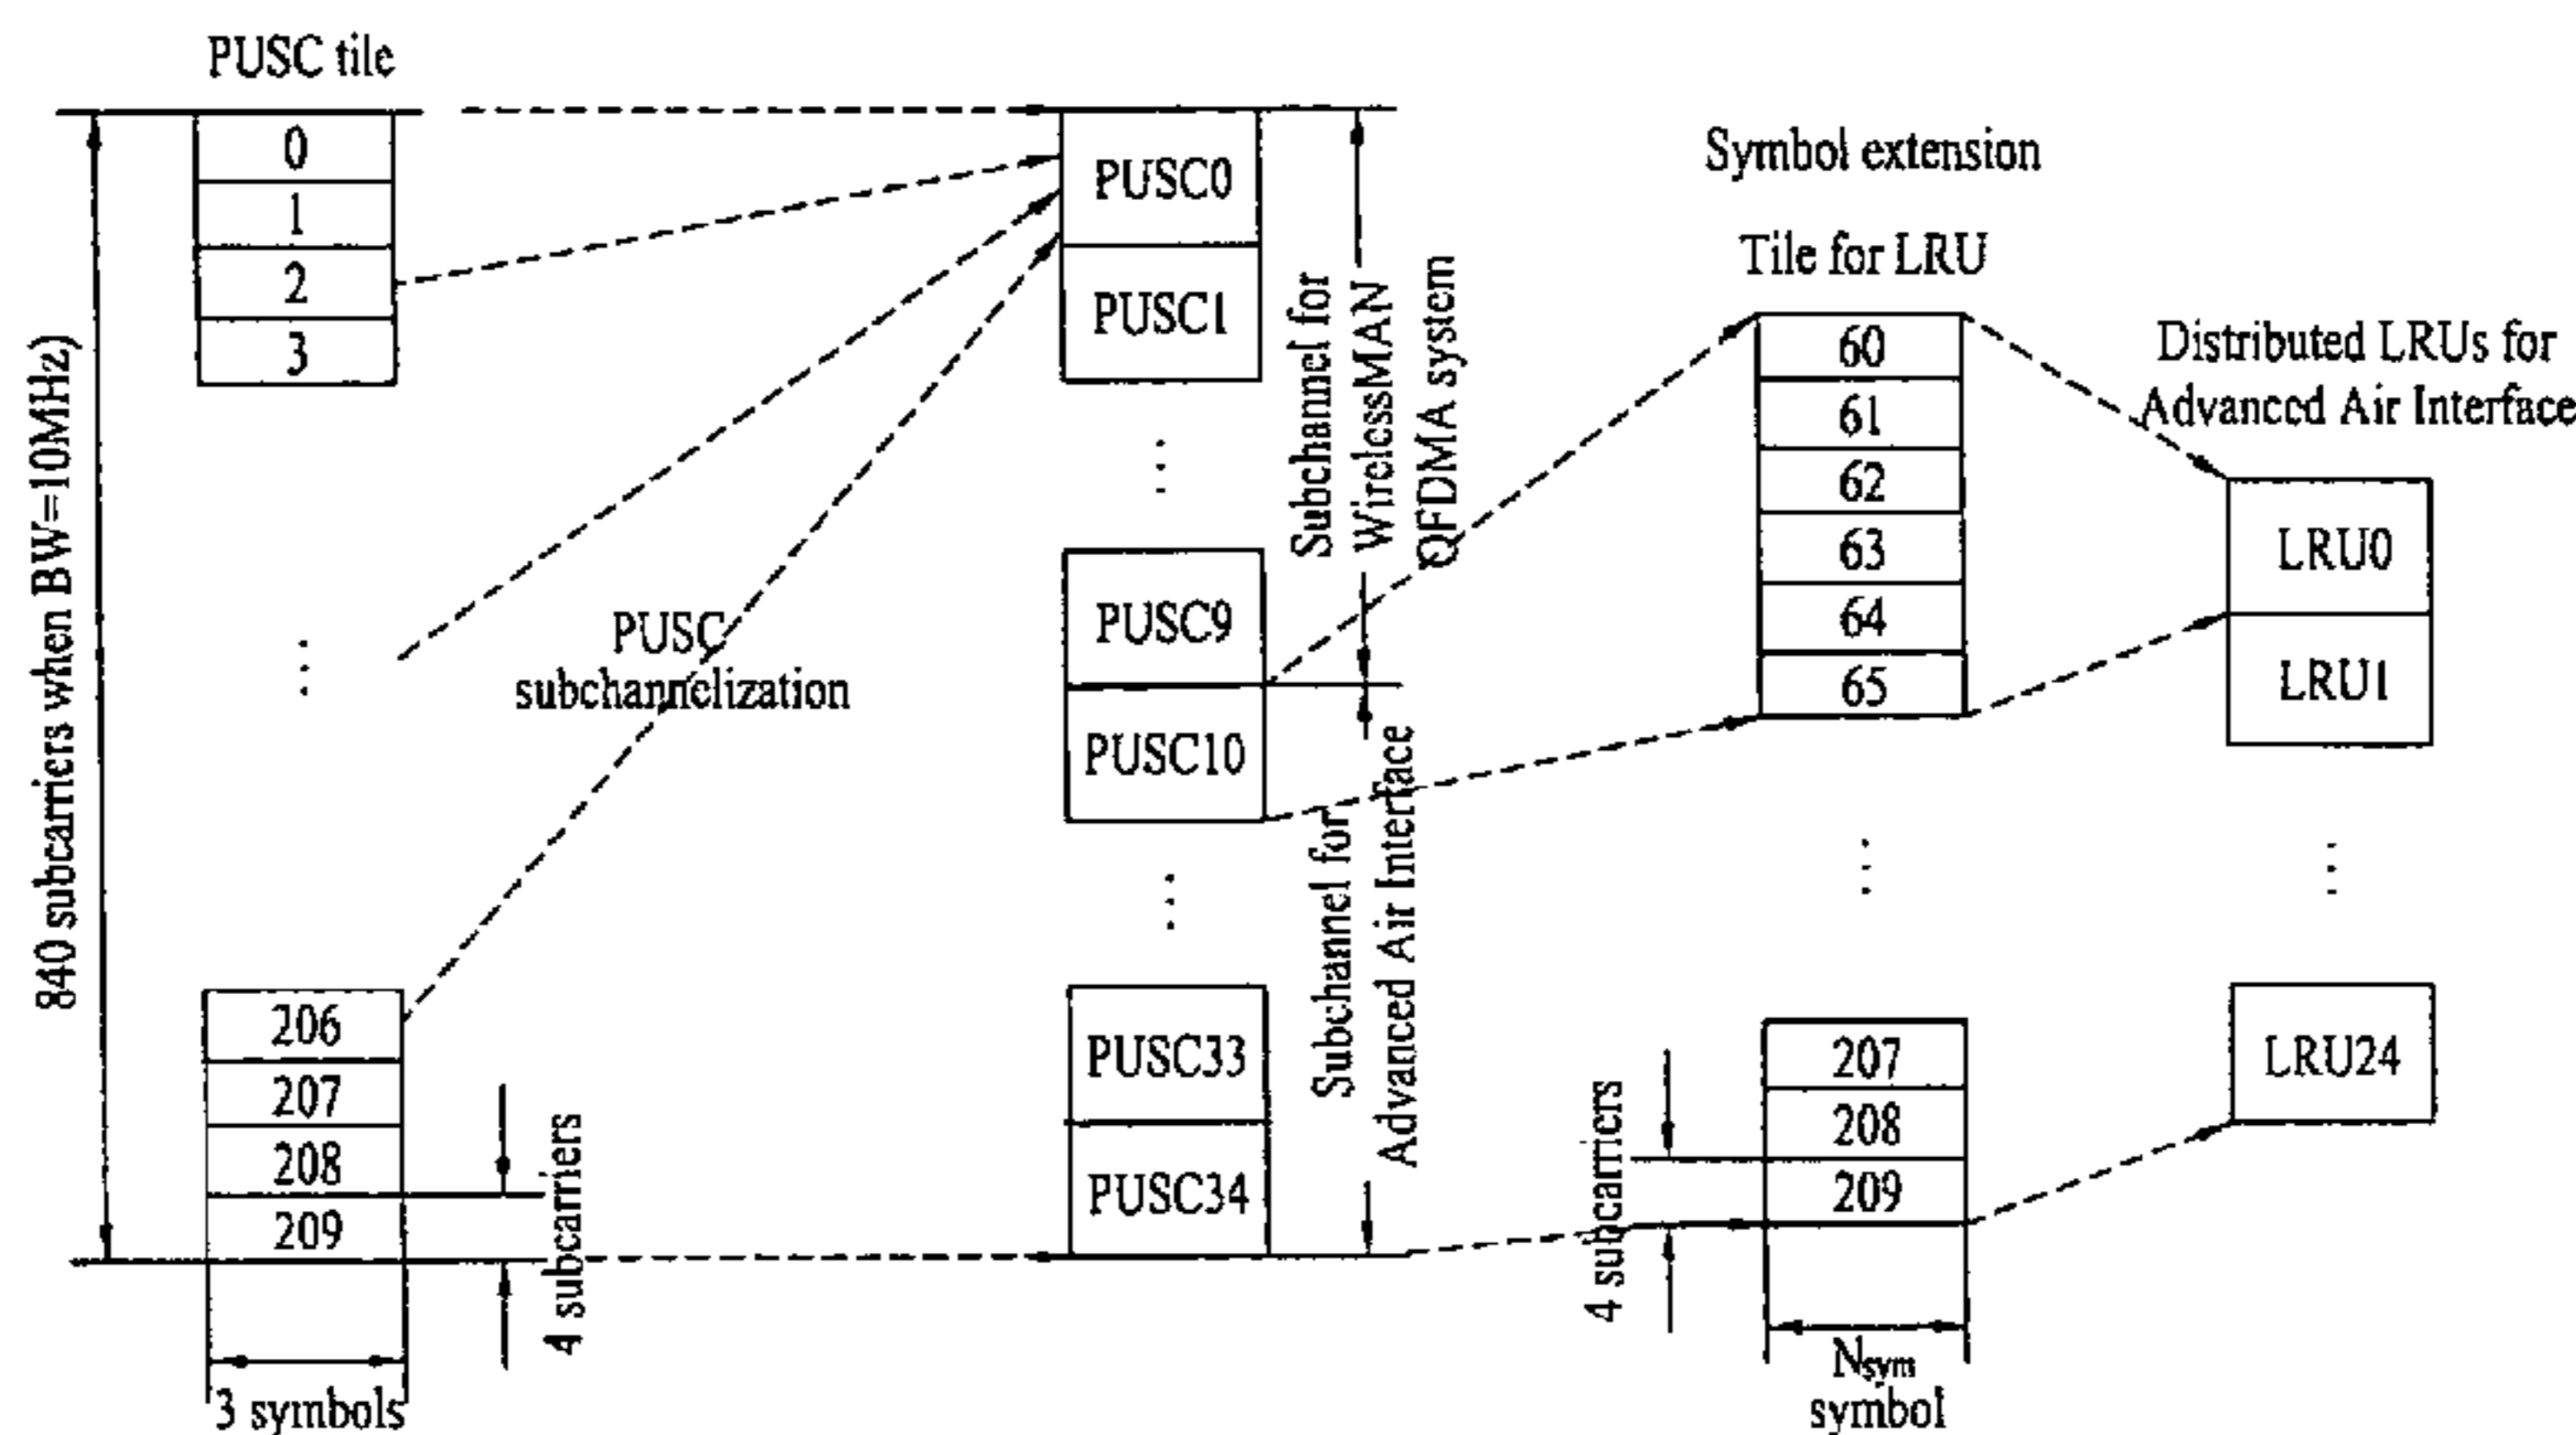 PUSC tile
0
1
2
3
⋮
206
207
208
209
840 subcarriers when BW=10MHz)
4 subcarriers
3 symbols
PUSC
subchannelization
PUSC0
PUSC1
⋮
PUSC9
PUSC10
⋮
PUSC33
PUSC34
Subchannel for
WirelessMAN
QFDMA system
Subchannel for
Advanced Air Interface
Symbol extension
Tile for LRU
60
61
62
63
64
65
⋮
207
208
209
4 subcarriers
Nsym
symbol
Distributed LRUs for
Advanced Air Interface
LRU0
LRU1
⋮
LRU24